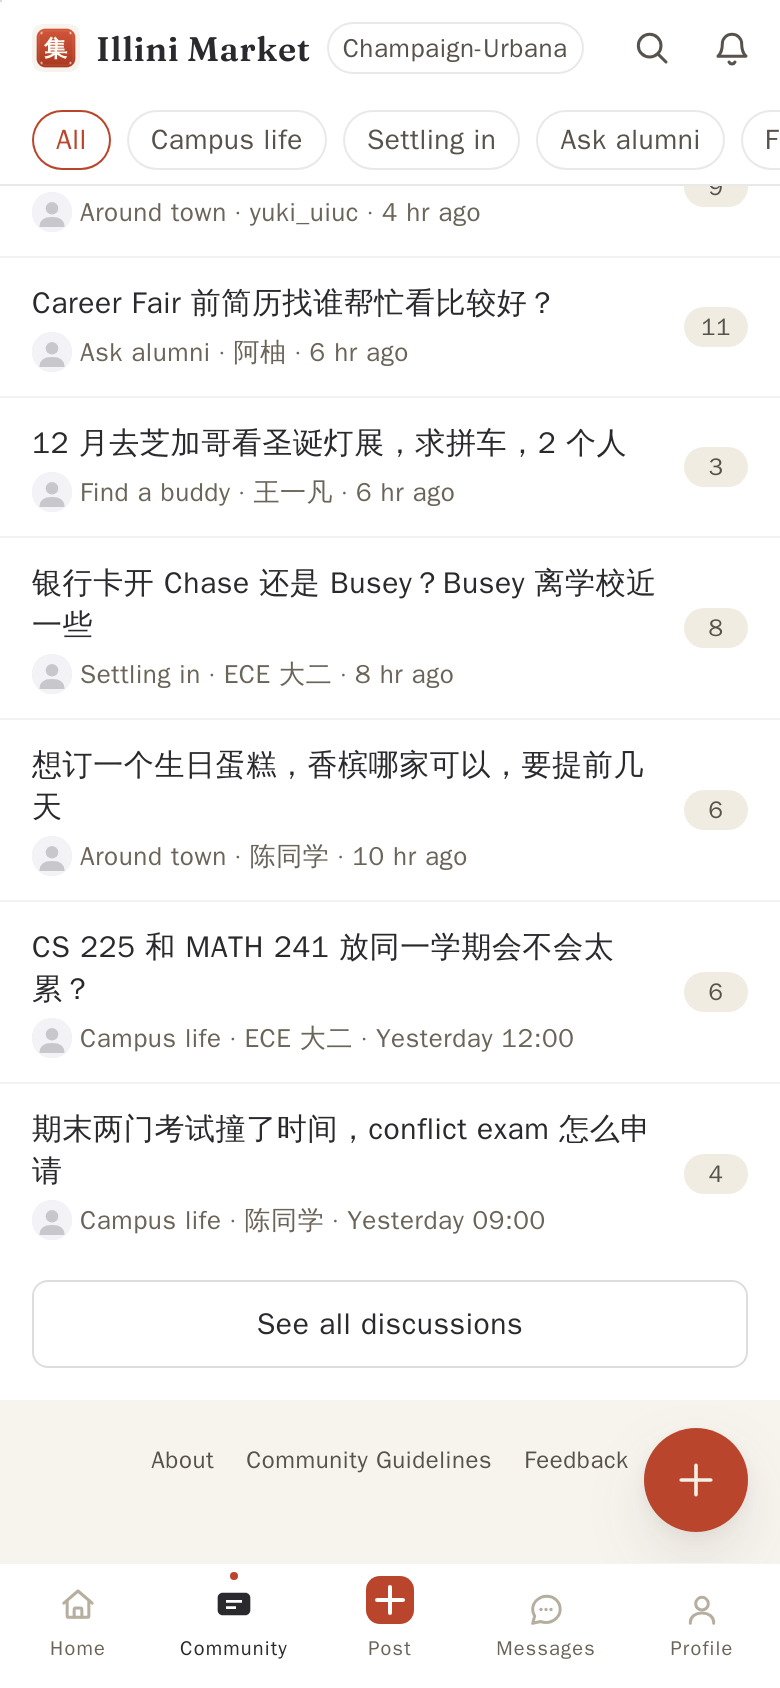 集 Illini Market Champaign-Urbana
All Campus life Settling in Ask alumni F
9
Around town · yuki_uiuc · 4 hr ago
Career Fair 前简历找谁帮忙看比较好？
11
Ask alumni · 阿柚 · 6 hr ago
12 月去芝加哥看圣诞灯展，求拼车，2 个人
3
Find a buddy · 王一凡 · 6 hr ago
银行卡开 Chase 还是 Busey？Busey 离学校近
一些
8
Settling in · ECE 大二 · 8 hr ago
想订一个生日蛋糕，香槟哪家可以，要提前几
天
6
Around town · 陈同学 · 10 hr ago
CS 225 和 MATH 241 放同一学期会不会太
累？
6
Campus life · ECE 大二 · Yesterday 12:00
期末两门考试撞了时间，conflict exam 怎么申
请
4
Campus life · 陈同学 · Yesterday 09:00
See all discussions
About Community Guidelines Feedback
Home Community Post Messages Profile